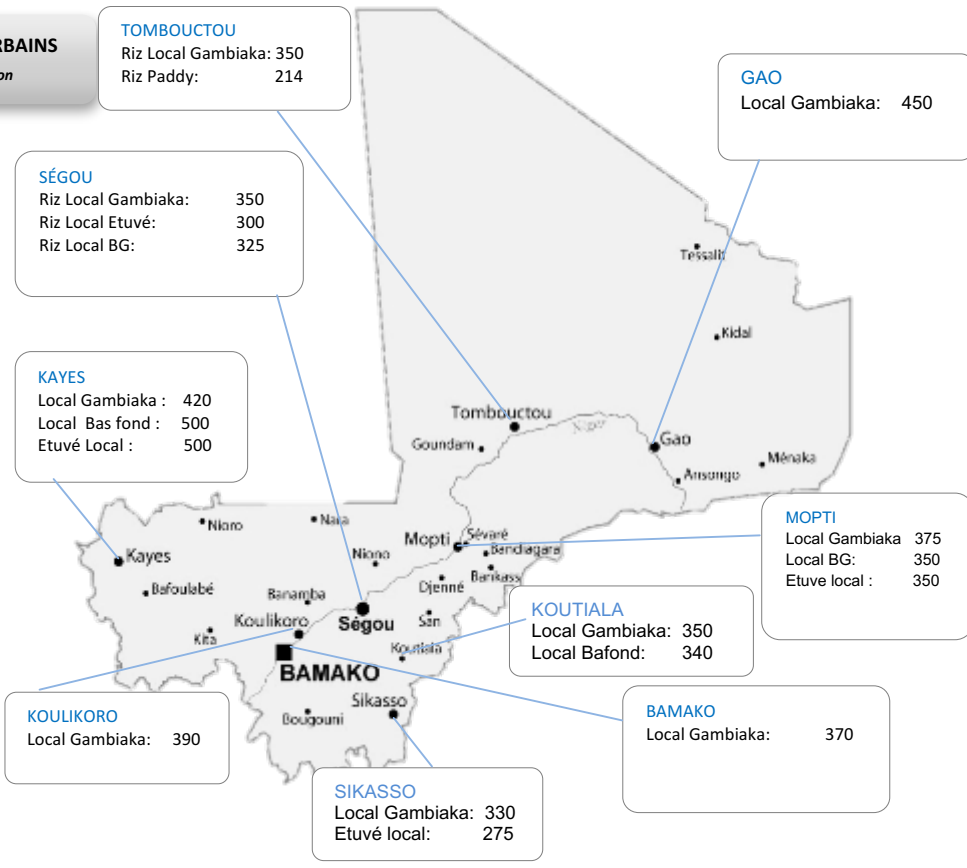 RBAINS
on
TOMBOUCTOU
Riz Local Gambiaka: 350
Riz Paddy: 214
GAO
Local Gambiaka: 450
SÉGOU
Riz Local Gambiaka: 350
Riz Local Etuvé: 300
Riz Local BG: 325
Tessalit
Kidal
KAYES
Local Gambiaka : 420
Local Bas fond : 500
Etuvé Local : 500
Tombouctou
Niger
Goundam
Gao
Ménaka
Ansongo
Nioro
Nara
Mopti
Sévaré
Bandiagara
Kayes
Niono
Bankass
Djenné
Bafoulabé
Banamba
MOPTI
Local Gambiaka 375
Local BG: 350
Etuve local : 350
Koulikoro
Ségou
San
Kita
Koutiala
KOUTIALA
Local Gambiaka: 350
Local Bafond: 340
BAMAKO
Sikasso
Bougouni
KOULIKORO
Local Gambiaka: 390
BAMAKO
Local Gambiaka: 370
SIKASSO
Local Gambiaka: 330
Etuvé local: 275